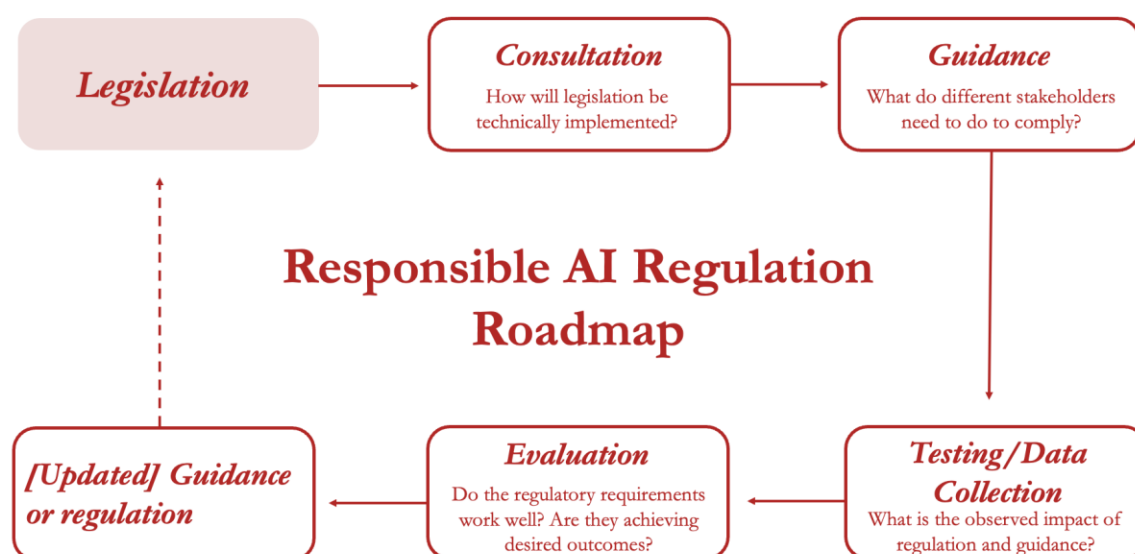 Legislation
Consultation
How will legislation be
technically implemented?
Guidance
What do different stakeholders
need to do to comply?
Responsible AI Regulation
Roadmap
[Updated] Guidance
or regulation
Evaluation
Do the regulatory requirements
work well? Are they achieving
desired outcomes?
Testing/Data
Collection
What is the observed impact of
regulation and guidance?